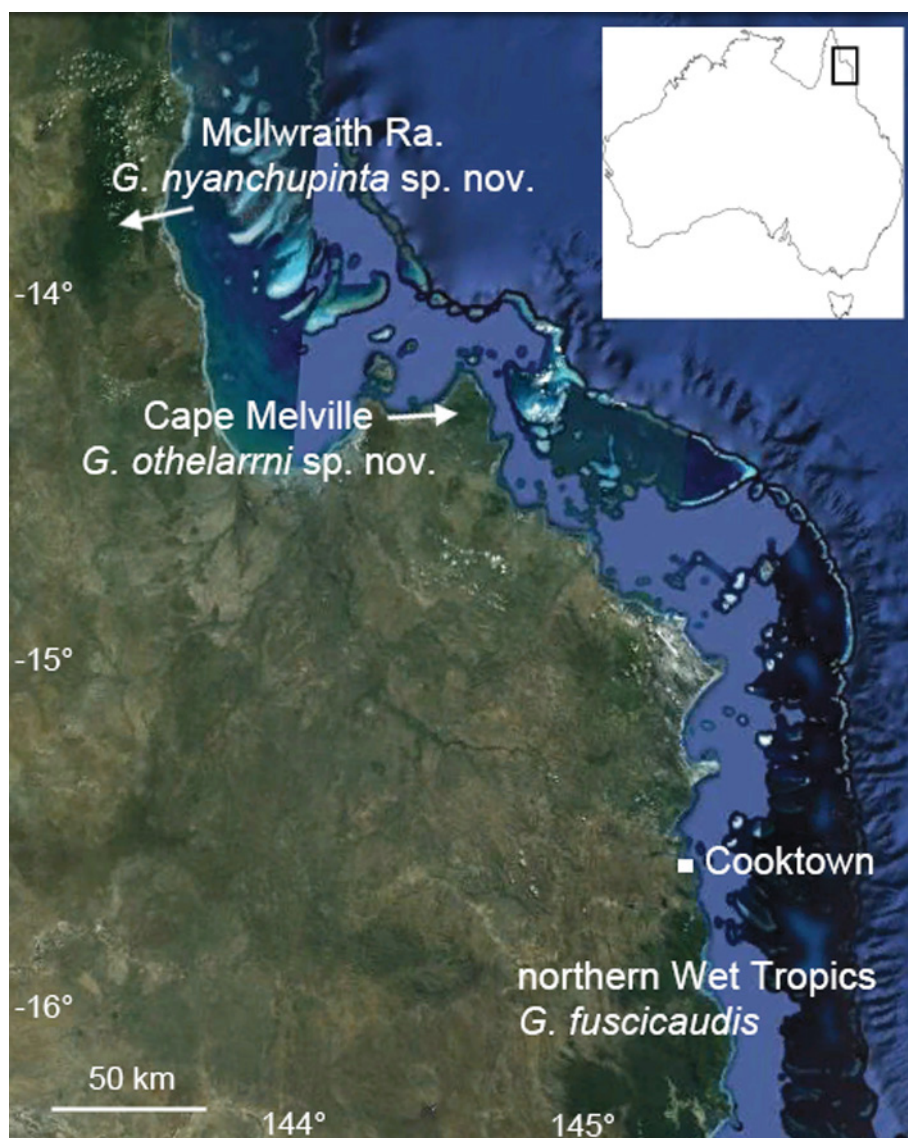 McIlwraith Ra.
G. nyanchupinta sp. nov.
-14°
Cape Melville
G. othelarrni sp. nov.
-15°
Cooktown
northern Wet Tropics
G. fuscicaudis
-16°
50 km
144°
145°